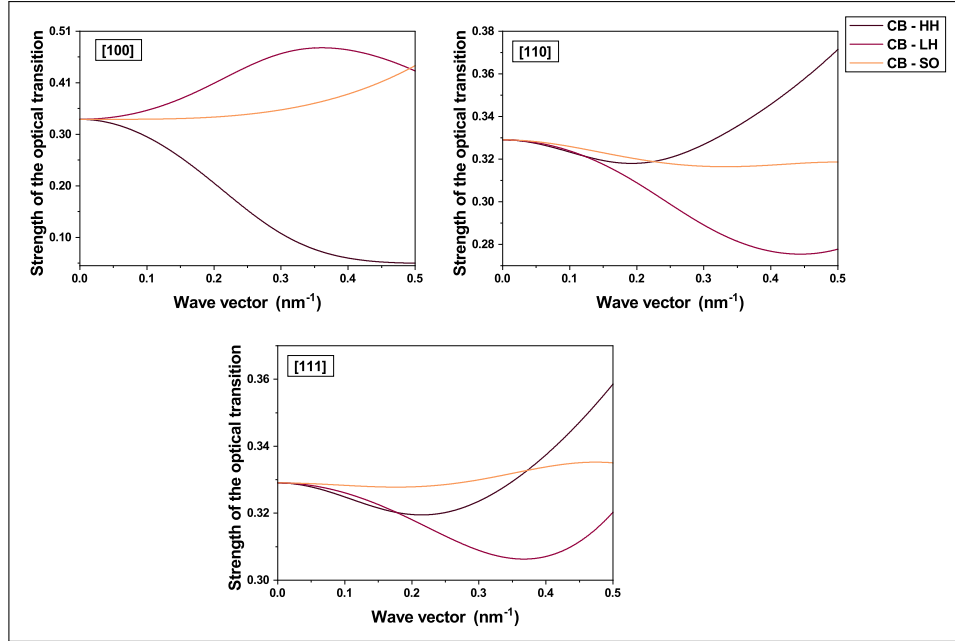 [100]
Strength of the optical transition
0.51
0.41
0.30
0.20
0.10
0.0 0.1 0.2 0.3 0.4 0.5
Wave vector (nm⁻¹)
[110]
Strength of the optical transition
0.38
0.36
0.34
0.32
0.30
0.28
0.0 0.1 0.2 0.3 0.4 0.5
Wave vector (nm⁻¹)
CB - HH
CB - LH
CB - SO
[111]
Strength of the optical transition
0.36
0.34
0.32
0.30
0.0 0.1 0.2 0.3 0.4 0.5
Wave vector (nm⁻¹)